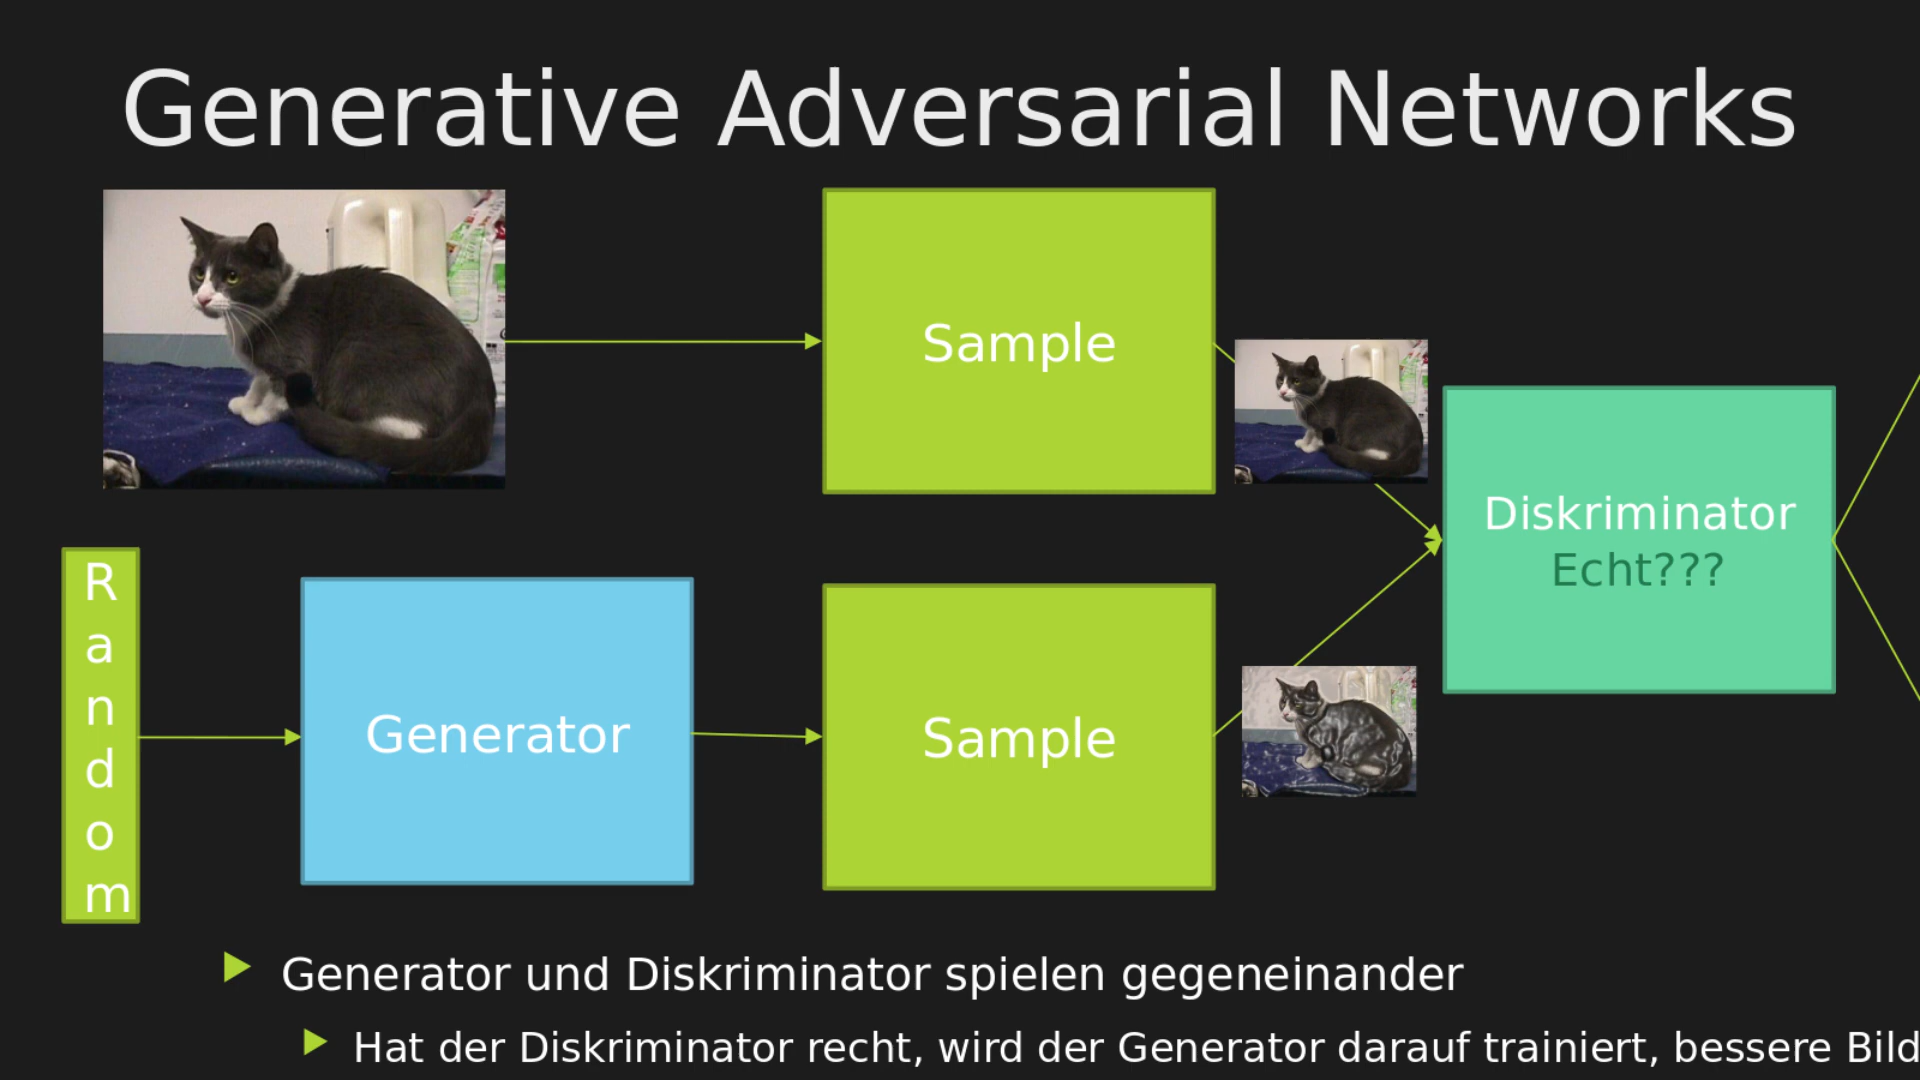 Generative Adversarial Networks
Sample
Diskriminator
Echt???
Random
Generator
Sample
Generator und Diskriminator spielen gegeneinander
Hat der Diskriminator recht, wird der Generator darauf trainiert, bessere Bild